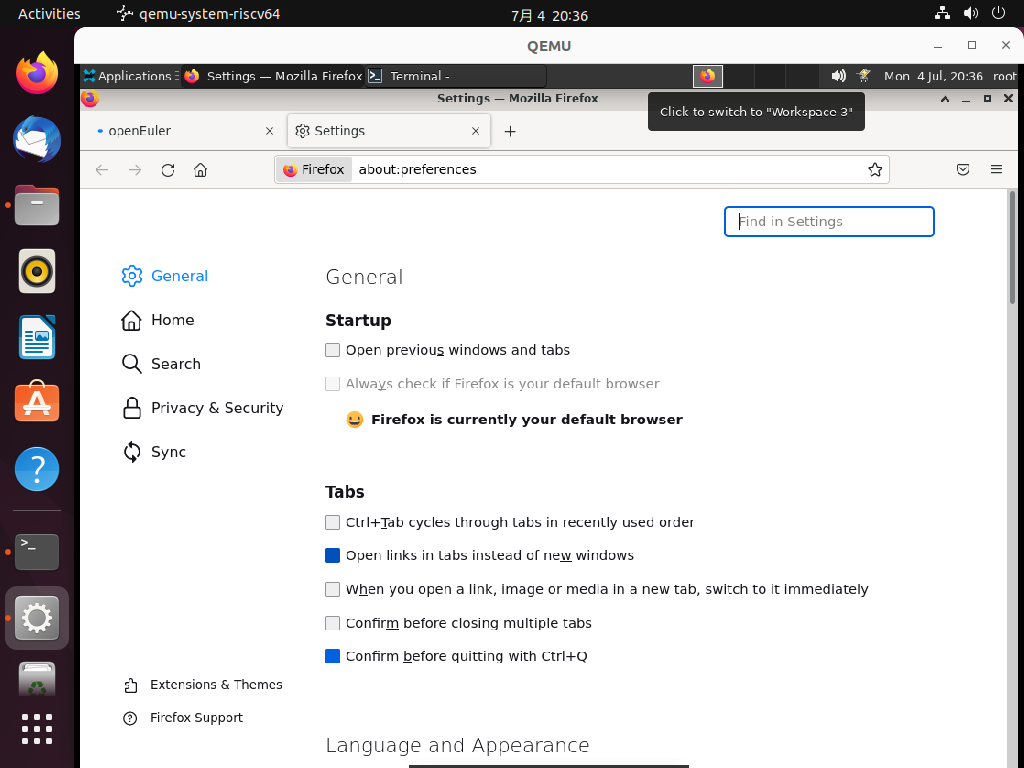 Activities
qemu-system-riscv64
7月 4 20:36
QEMU
Applications
Settings — Mozilla Firefox
Terminal -
Mon 4 Jul, 20:36
root
Settings — Mozilla Firefox
Click to switch to "Workspace 3"
openEuler
Settings
Firefox
about:preferences
Find in Settings
General
Home
Search
Privacy & Security
Sync
Extensions & Themes
Firefox Support
General
Startup
Open previous windows and tabs
Always check if Firefox is your default browser
Firefox is currently your default browser
Tabs
Ctrl+Tab cycles through tabs in recently used order
Open links in tabs instead of new windows
When you open a link, image or media in a new tab, switch to it immediately
Confirm before closing multiple tabs
Confirm before quitting with Ctrl+Q
Language and Appearance